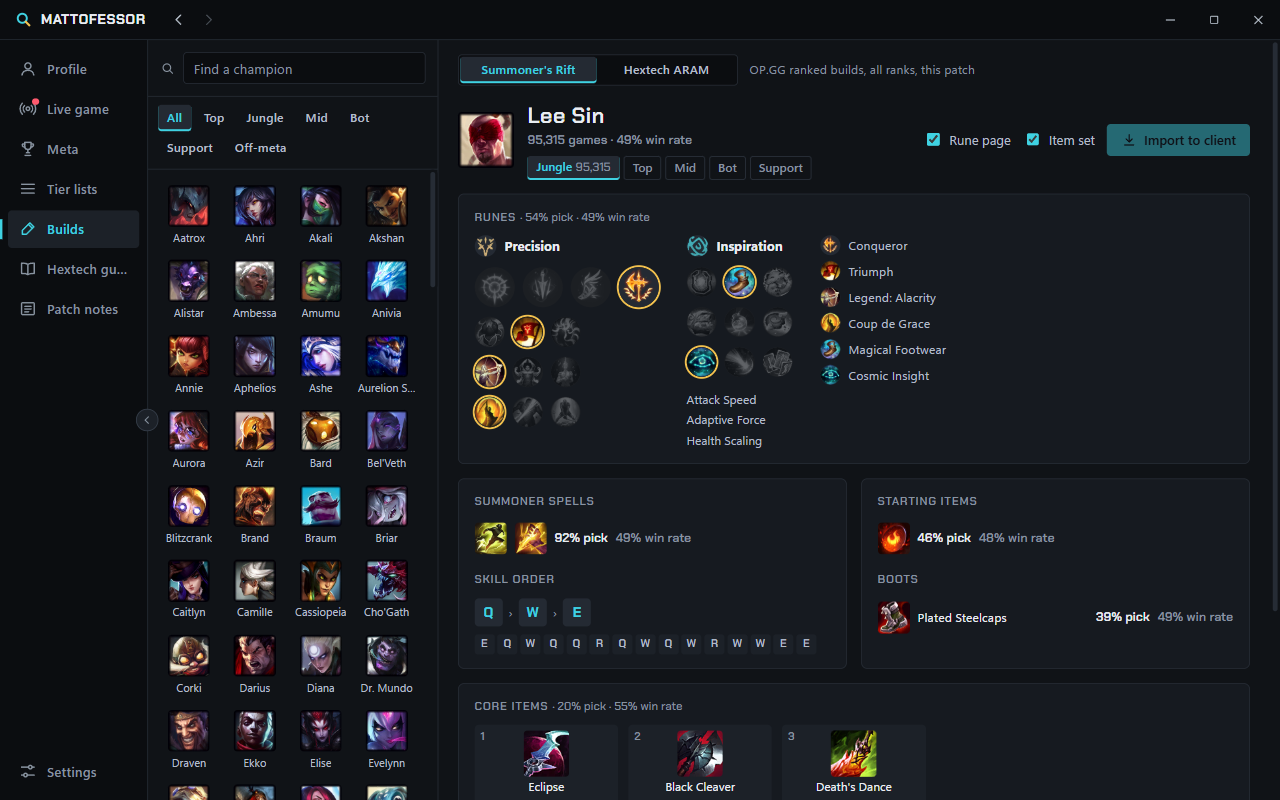 MATTOFESSOR
Profile
Live game
Meta
Tier lists
Builds
Hextech gu...
Patch notes
Settings
Find a champion
All Top Jungle Mid Bot
Support Off-meta
Aatrox Ahri Akali Akshan
Alistar Ambessa Amumu Anivia
Annie Aphelios Ashe Aurelion S...
Aurora Azir Bard Bel'Veth
Blitzcrank Brand Braum Briar
Caitlyn Camille Cassiopeia Cho'Gath
Corki Darius Diana Dr. Mundo
Draven Ekko Elise Evelynn
Summoner's Rift Hextech ARAM OP.GG ranked builds, all ranks, this patch
Lee Sin
95,315 games · 49% win rate
Jungle 95,315 Top Mid Bot Support
Rune page Item set Import to client
RUNES · 54% pick · 49% win rate
Precision
Inspiration
Attack Speed
Adaptive Force
Health Scaling
Conqueror
Triumph
Legend: Alacrity
Coup de Grace
Magical Footwear
Cosmic Insight
SUMMONER SPELLS
92% pick 49% win rate
SKILL ORDER
Q › W › E
E Q W Q Q R Q W Q W R W W E E
STARTING ITEMS
46% pick 48% win rate
BOOTS
Plated Steelcaps 39% pick 49% win rate
CORE ITEMS · 20% pick · 55% win rate
1 2 3
Eclipse Black Cleaver Death's Dance